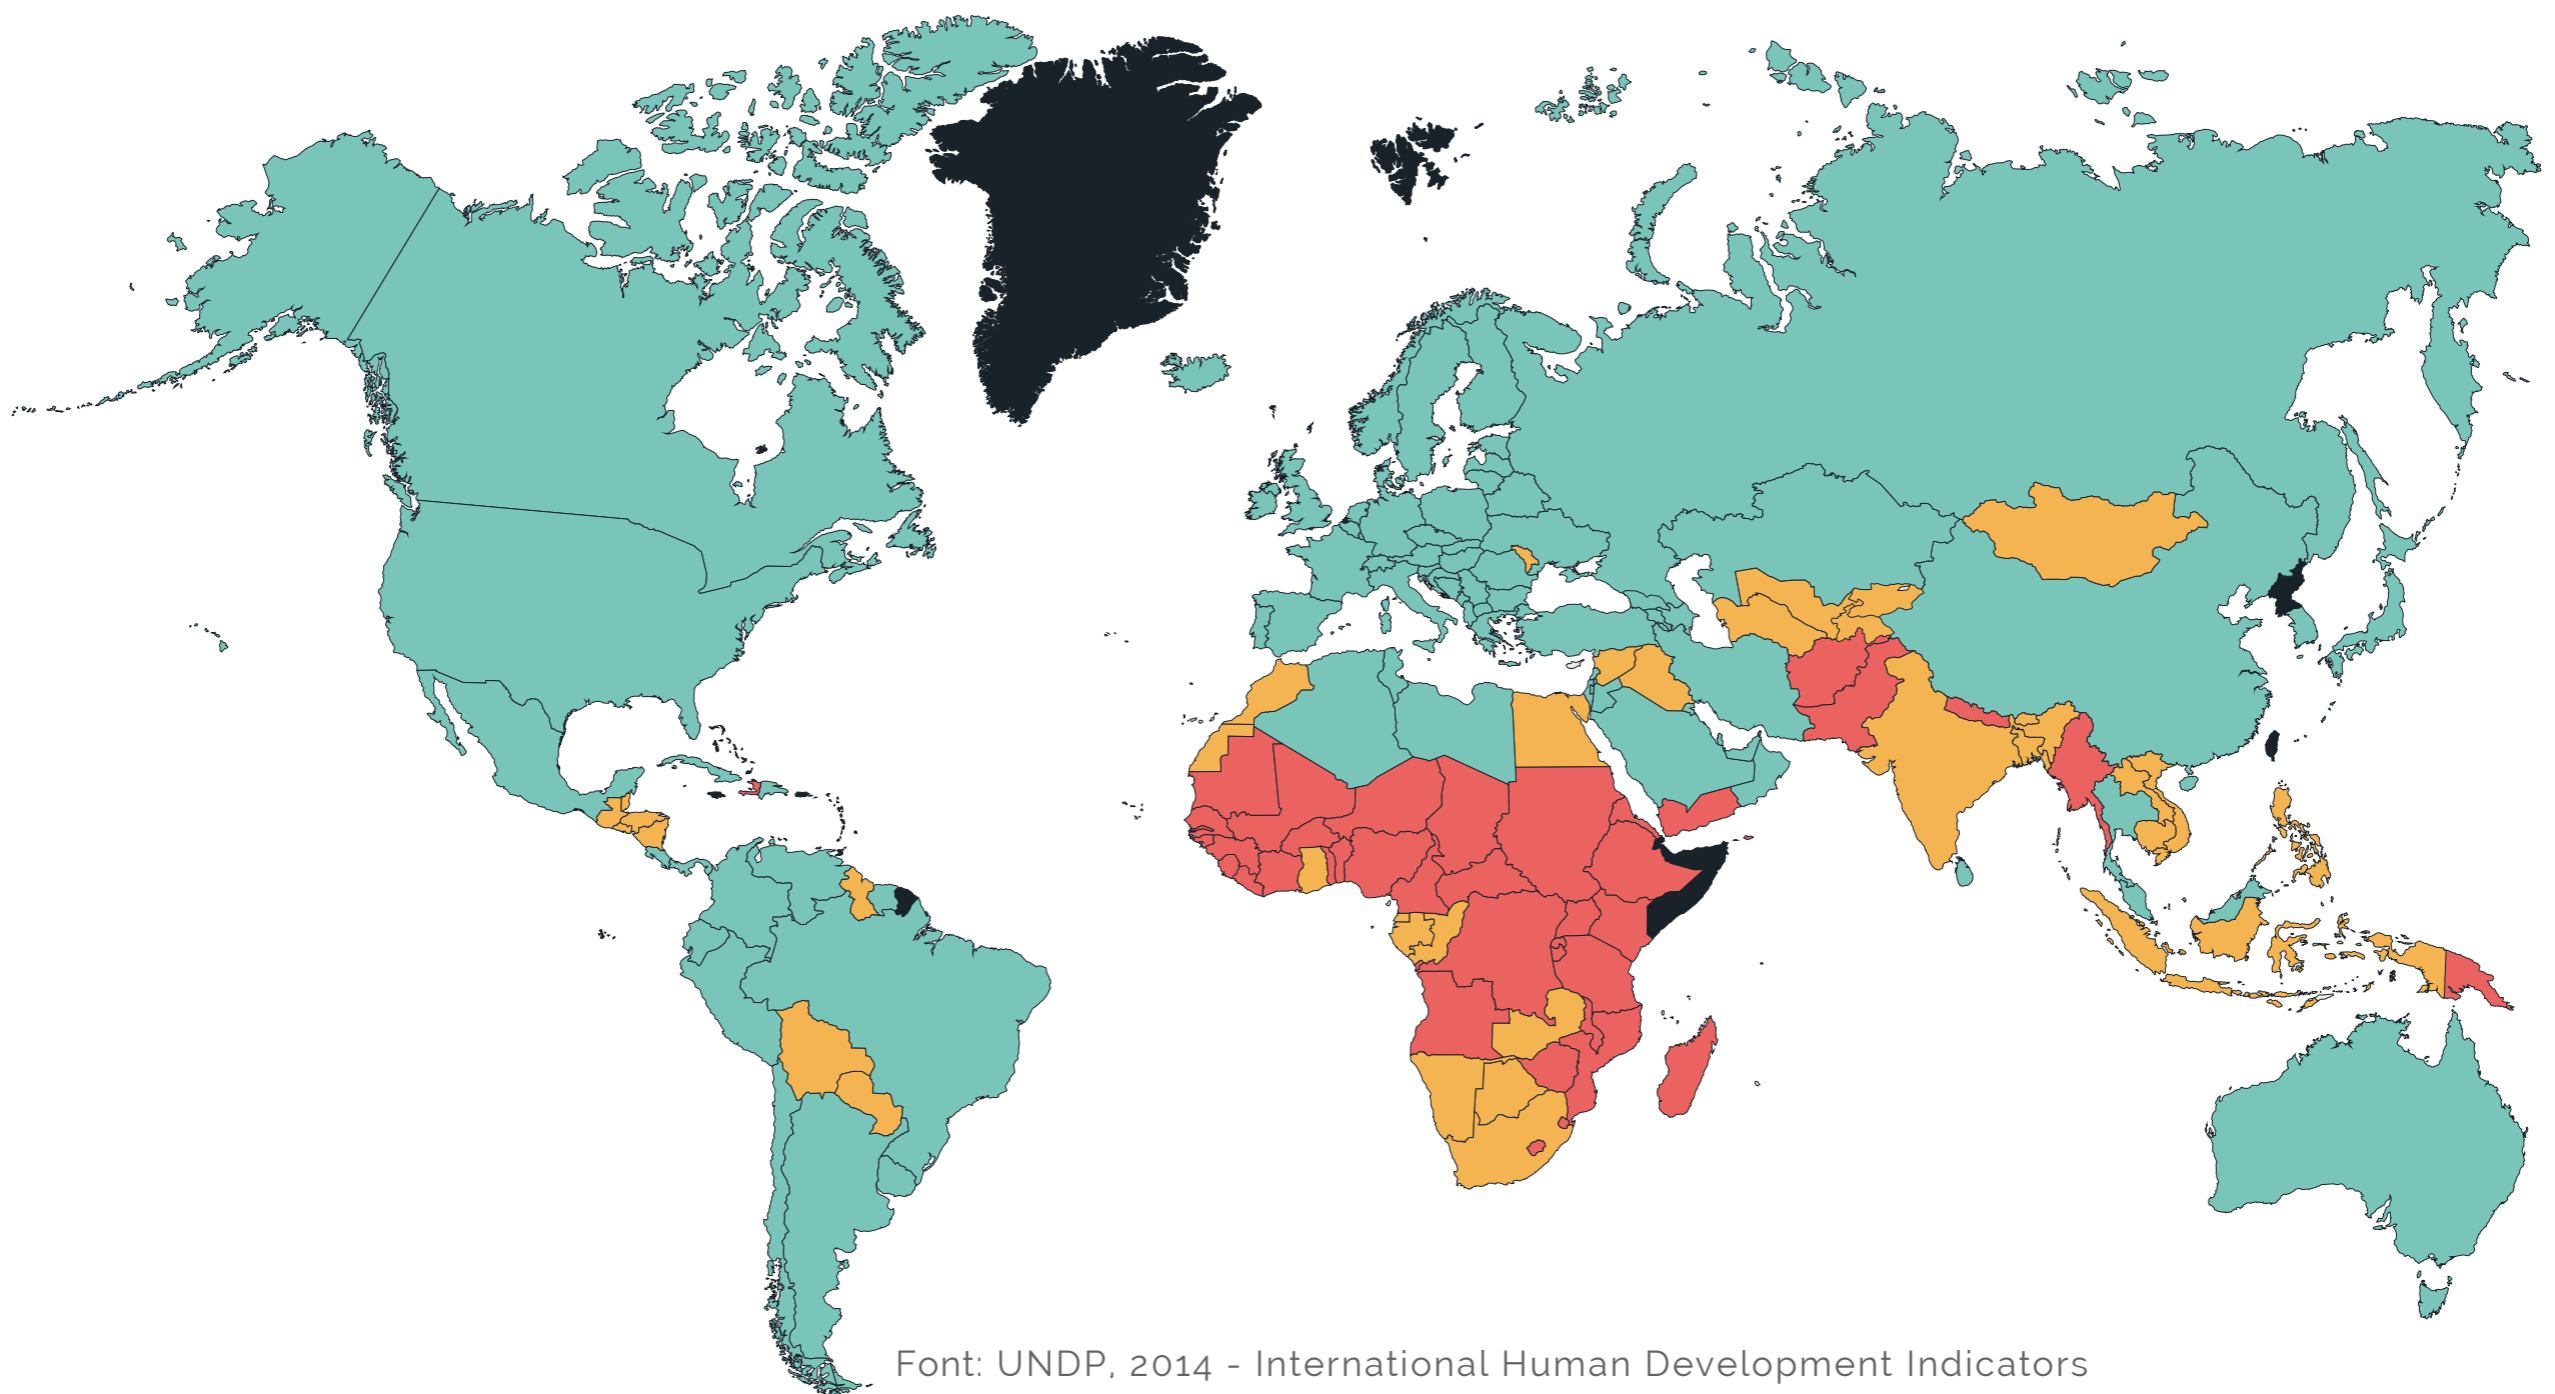 Font: UNDP, 2014 - International Human Development Indicators